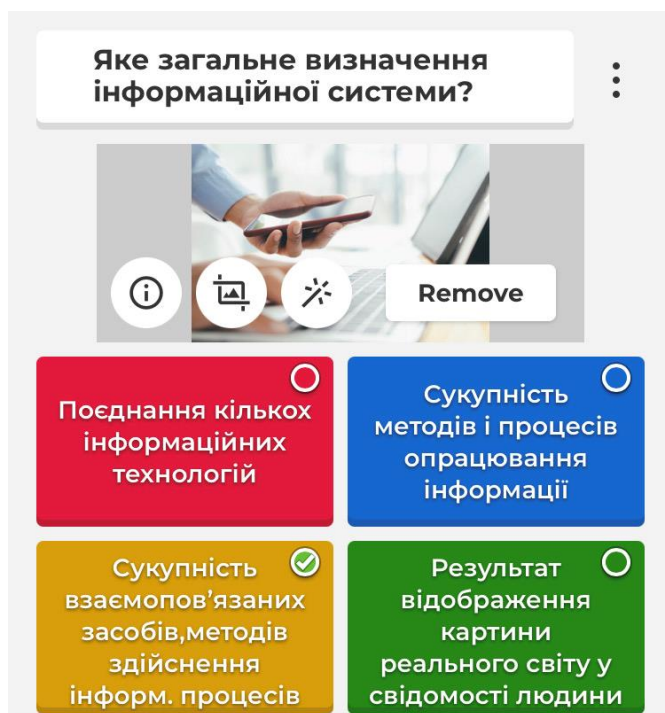 Яке загальне визначення
інформаційної системи?
Remove
Поєднання кількох
інформаційних
технологій
Сукупність
методів і процесів
опрацювання
інформації
Сукупність
взаємопов’язаних
засобів,методів
здійснення
інформ. процесів
Результат
відображення
картини
реального світу у
свідомості людини